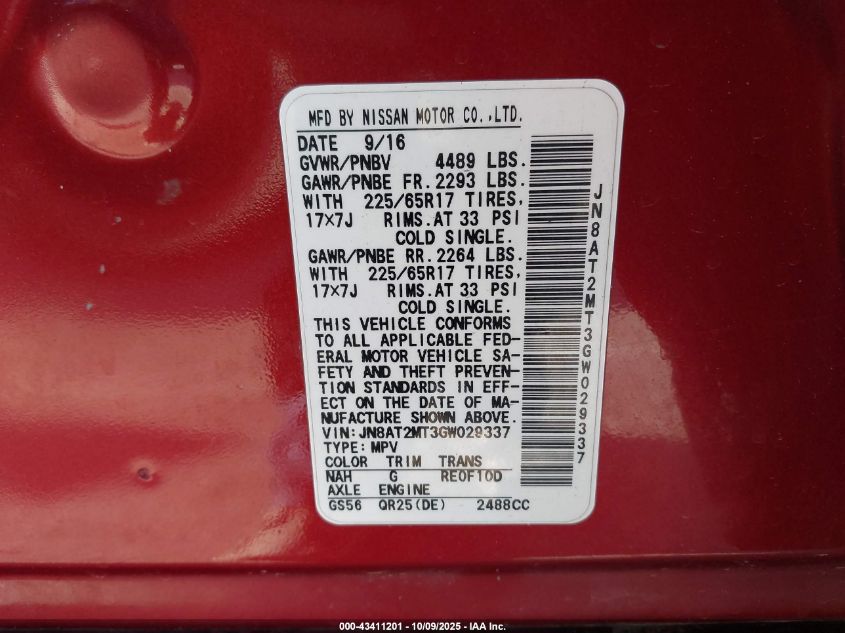 MFD BY NISSAN MOTOR CO.,LTD.
DATE 9/16
GVWR/PNBV 4489 LBS.
GAWR/PNBE FR. 2293 LBS.
WITH 225/65R17 TIRES,
17×7J RIMS. AT 33 PSI
COLD SINGLE.
GAWR/PNBE RR. 2264 LBS.
WITH 225/65R17 TIRES,
17×7J RIMS. AT 33 PSI
COLD SINGLE.
THIS VEHICLE CONFORMS
TO ALL APPLICABLE FED-
ERAL MOTOR VEHICLE SA-
FETY AND THEFT PREVEN-
TION STANDARDS IN EFF-
ECT ON THE DATE OF MA-
NUFACTURE SHOWN ABOVE.
VIN: JN8AT2MT3GW029337
TYPE: MPV
COLOR TRIM TRANS
NAH G RE0F10D
AXLE ENGINE
GS56 QR25(DE) 2488CC
JN8AT2MT3GW029337
000-43411201 - 10/09/2025 - IAA Inc.